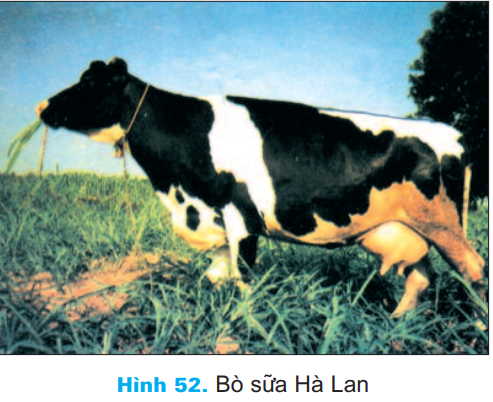 Hình 52. Bò sữa Hà Lan